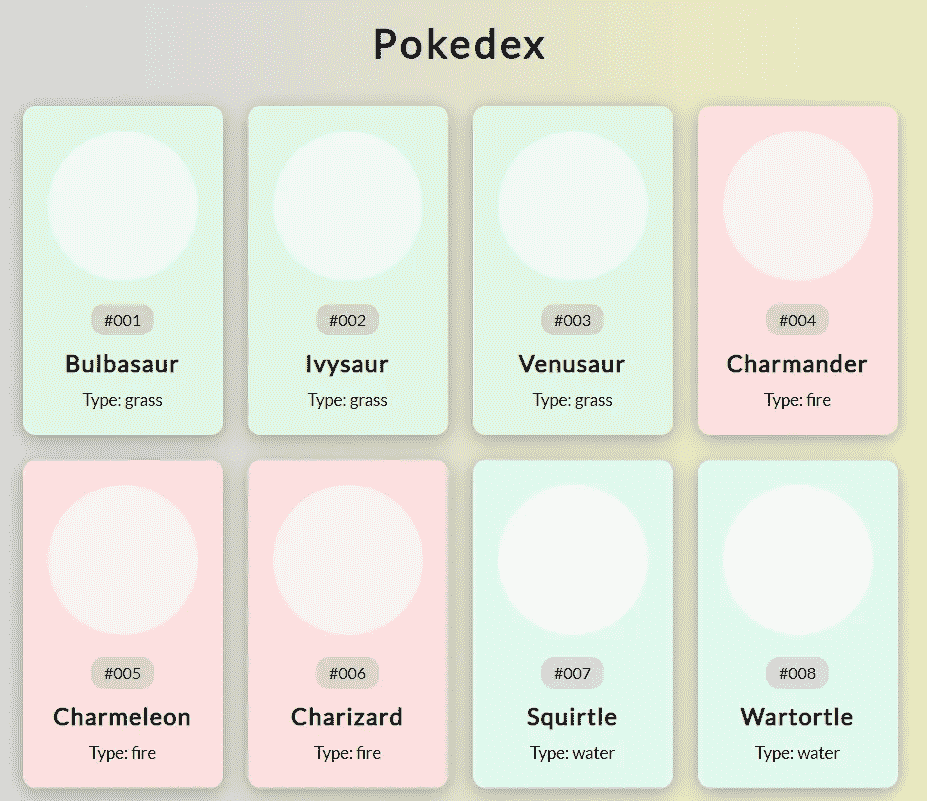 Pokedex
#001
Bulbasaur
Type: grass
#002
Ivysaur
Type: grass
#003
Venusaur
Type: grass
#004
Charmander
Type: fire
#005
Charmeleon
Type: fire
#006
Charizard
Type: fire
#007
Squirtle
Type: water
#008
Wartortle
Type: water